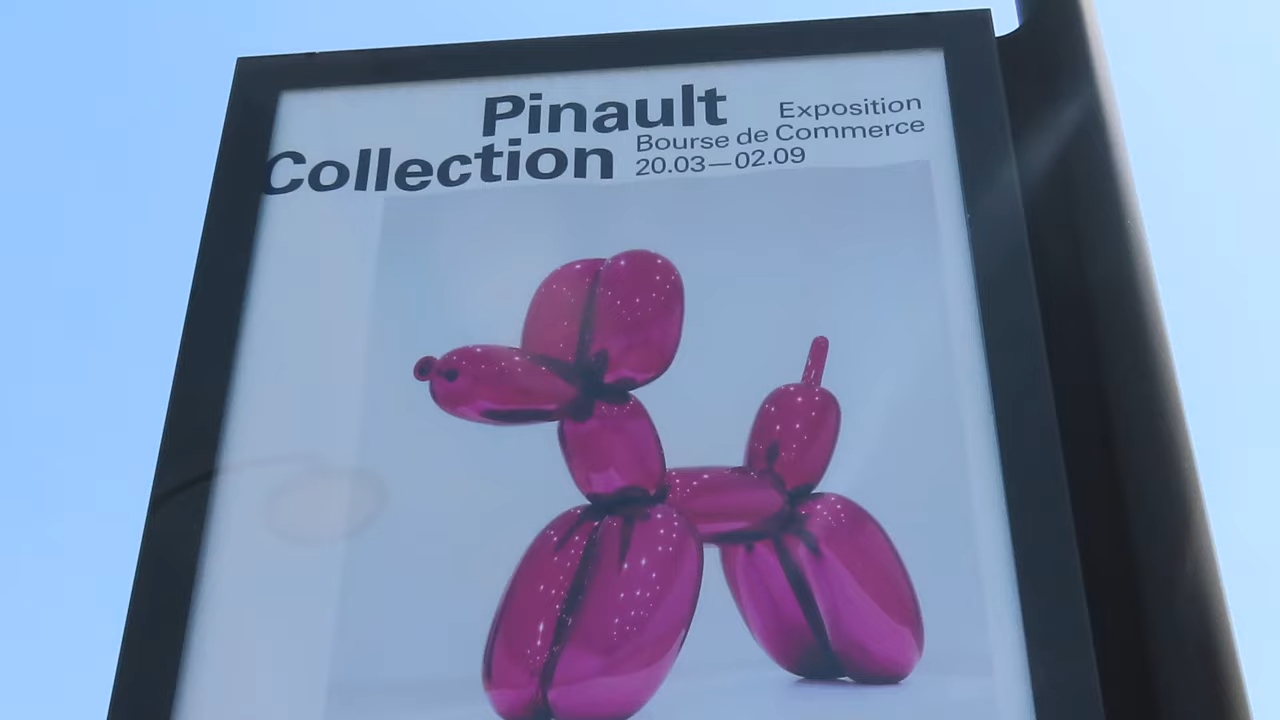 Pinault
Collection
Exposition
Bourse de Commerce
20.03—02.09